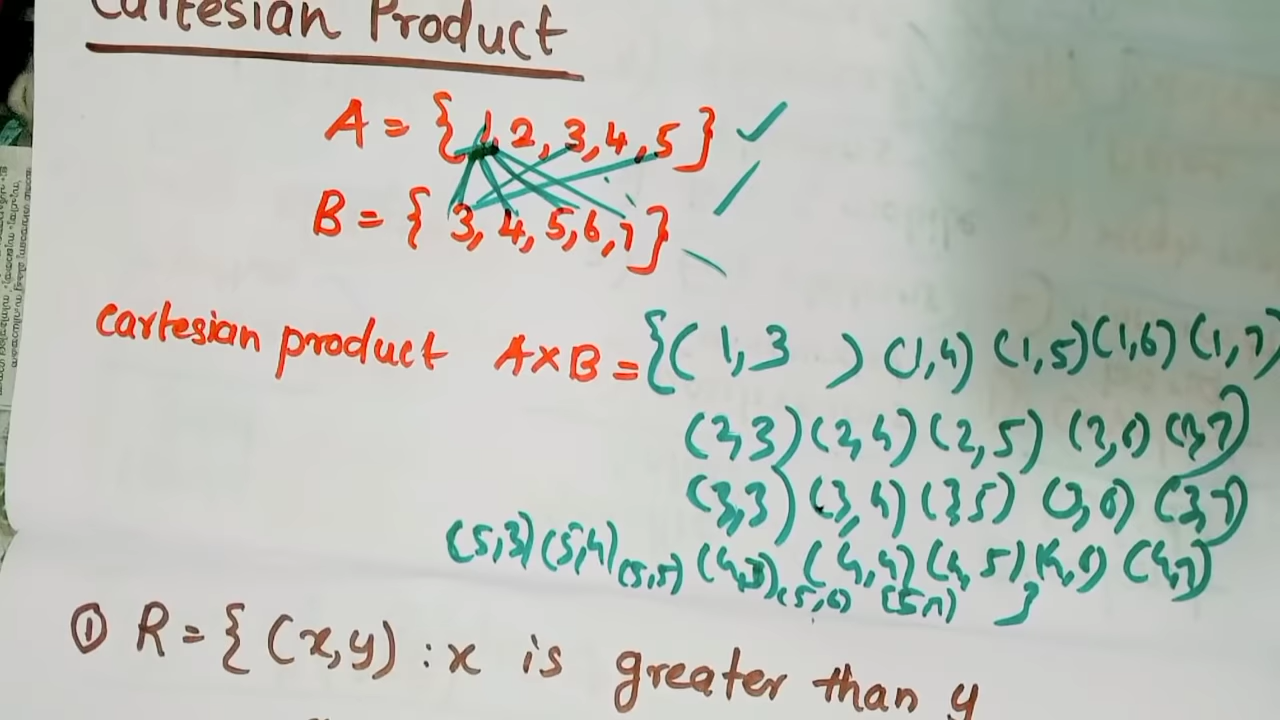 Cartesian Product
A = {1,2,3,4,5} ✓
B = {3,4,5,6,7}
cartesian product A×B = {(1,3 ) (1,4) (1,5)(1,6)(1,7)
(2,3)(2,4)(2,5) (2,6) (2,7)
(3,3)(3,4)(3,5) (3,6) (3,7)
(5,3)(5,4)(5,5) (4,3)(5,6) (4,4)(4,5)(4,6) (4,7)
(5,7) }
① R = { (x,y) : x is greater than y